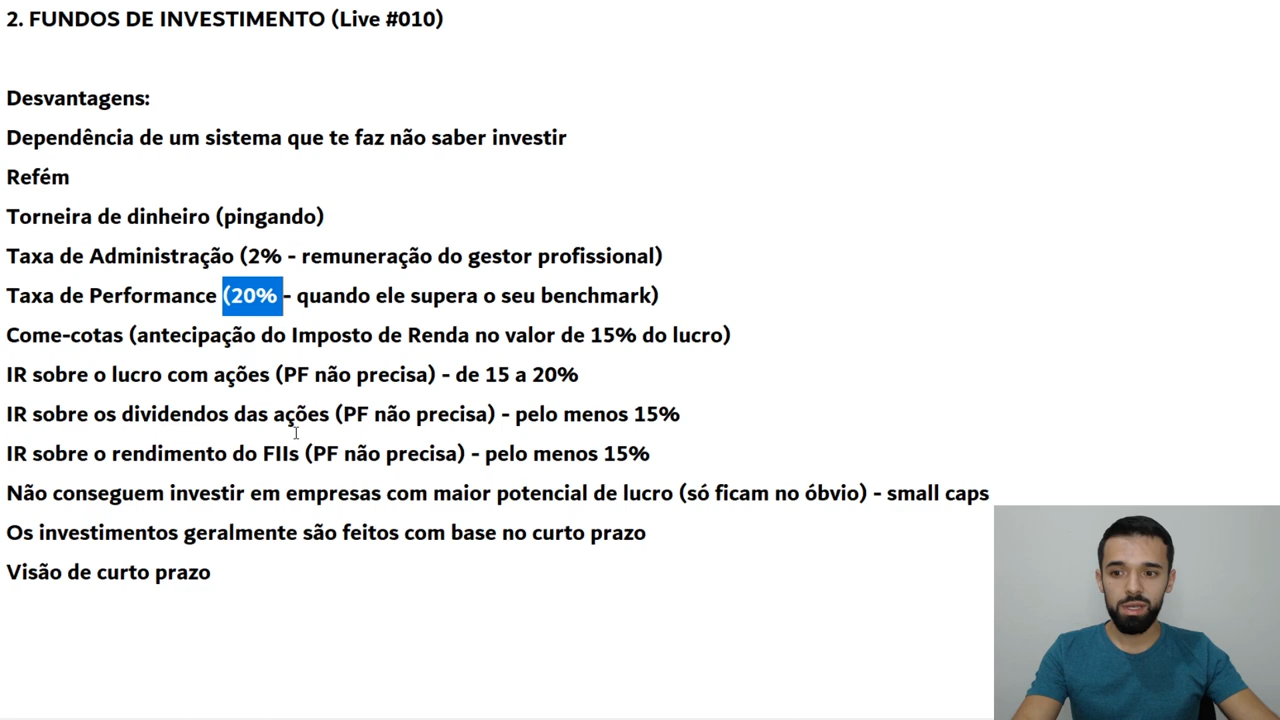 2. FUNDOS DE INVESTIMENTO (Live #010)
Desvantagens:
Dependência de um sistema que te faz não saber investir
Refém
Torneira de dinheiro (pingando)
Taxa de Administração (2% - remuneração do gestor profissional)
Taxa de Performance (20% - quando ele supera o seu benchmark)
Come-cotas (antecipação do Imposto de Renda no valor de 15% do lucro)
IR sobre o lucro com ações (PF não precisa) - de 15 a 20%
IR sobre os dividendos das ações (PF não precisa) - pelo menos 15%
IR sobre o rendimento do FIIs (PF não precisa) - pelo menos 15%
Não conseguem investir em empresas com maior potencial de lucro (só ficam no óbvio) - small caps
Os investimentos geralmente são feitos com base no curto prazo
Visão de curto prazo